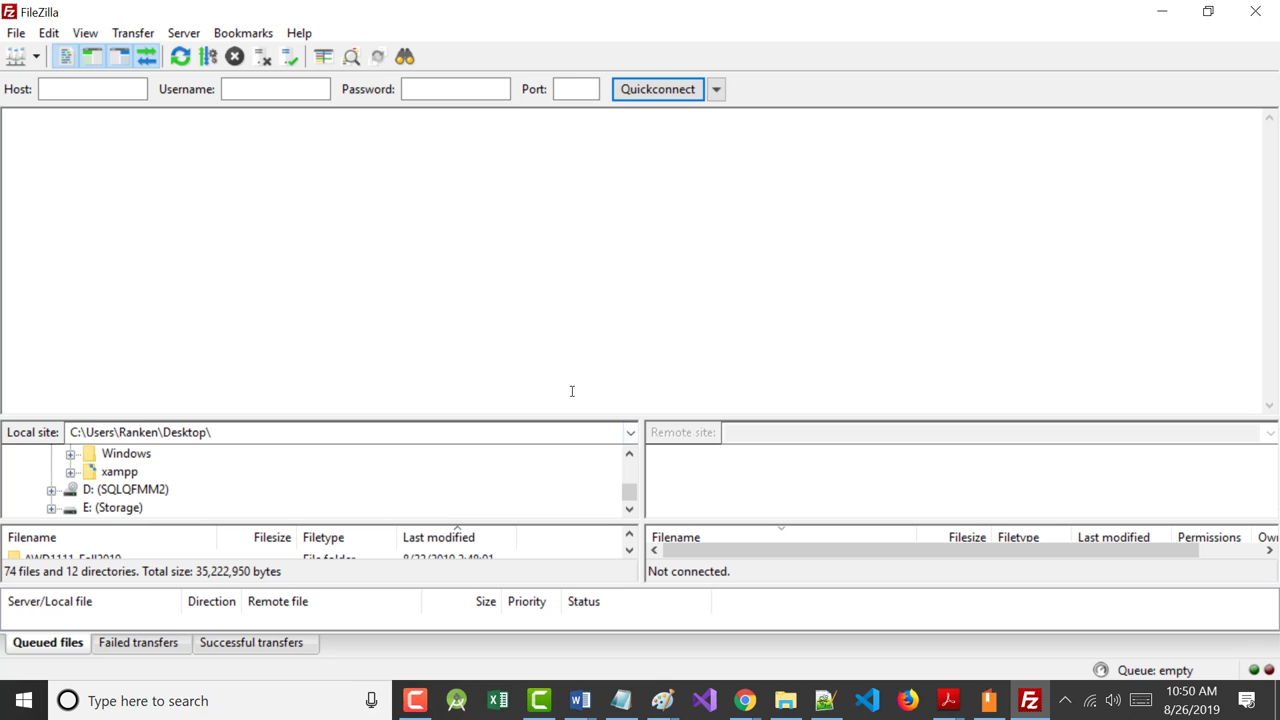 FileZilla
File Edit View Transfer Server Bookmarks Help
Host: Username: Password: Port: Quickconnect
Local site: C:\Users\Ranken\Desktop\ Remote site:
Windows
xampp
D: (SQLQFMM2)
E: (Storage)
Filename Filesize Filetype Last modified Filename Filesize Filetype Last modified Permissions
AWD1111_Fall2019 File folder
74 files and 12 directories. Total size: 35,222,950 bytes Not connected.
Server/Local file Direction Remote file Size Priority Status
Queued files Failed transfers Successful transfers
Queue: empty
Type here to search
10:50 AM
8/26/2019